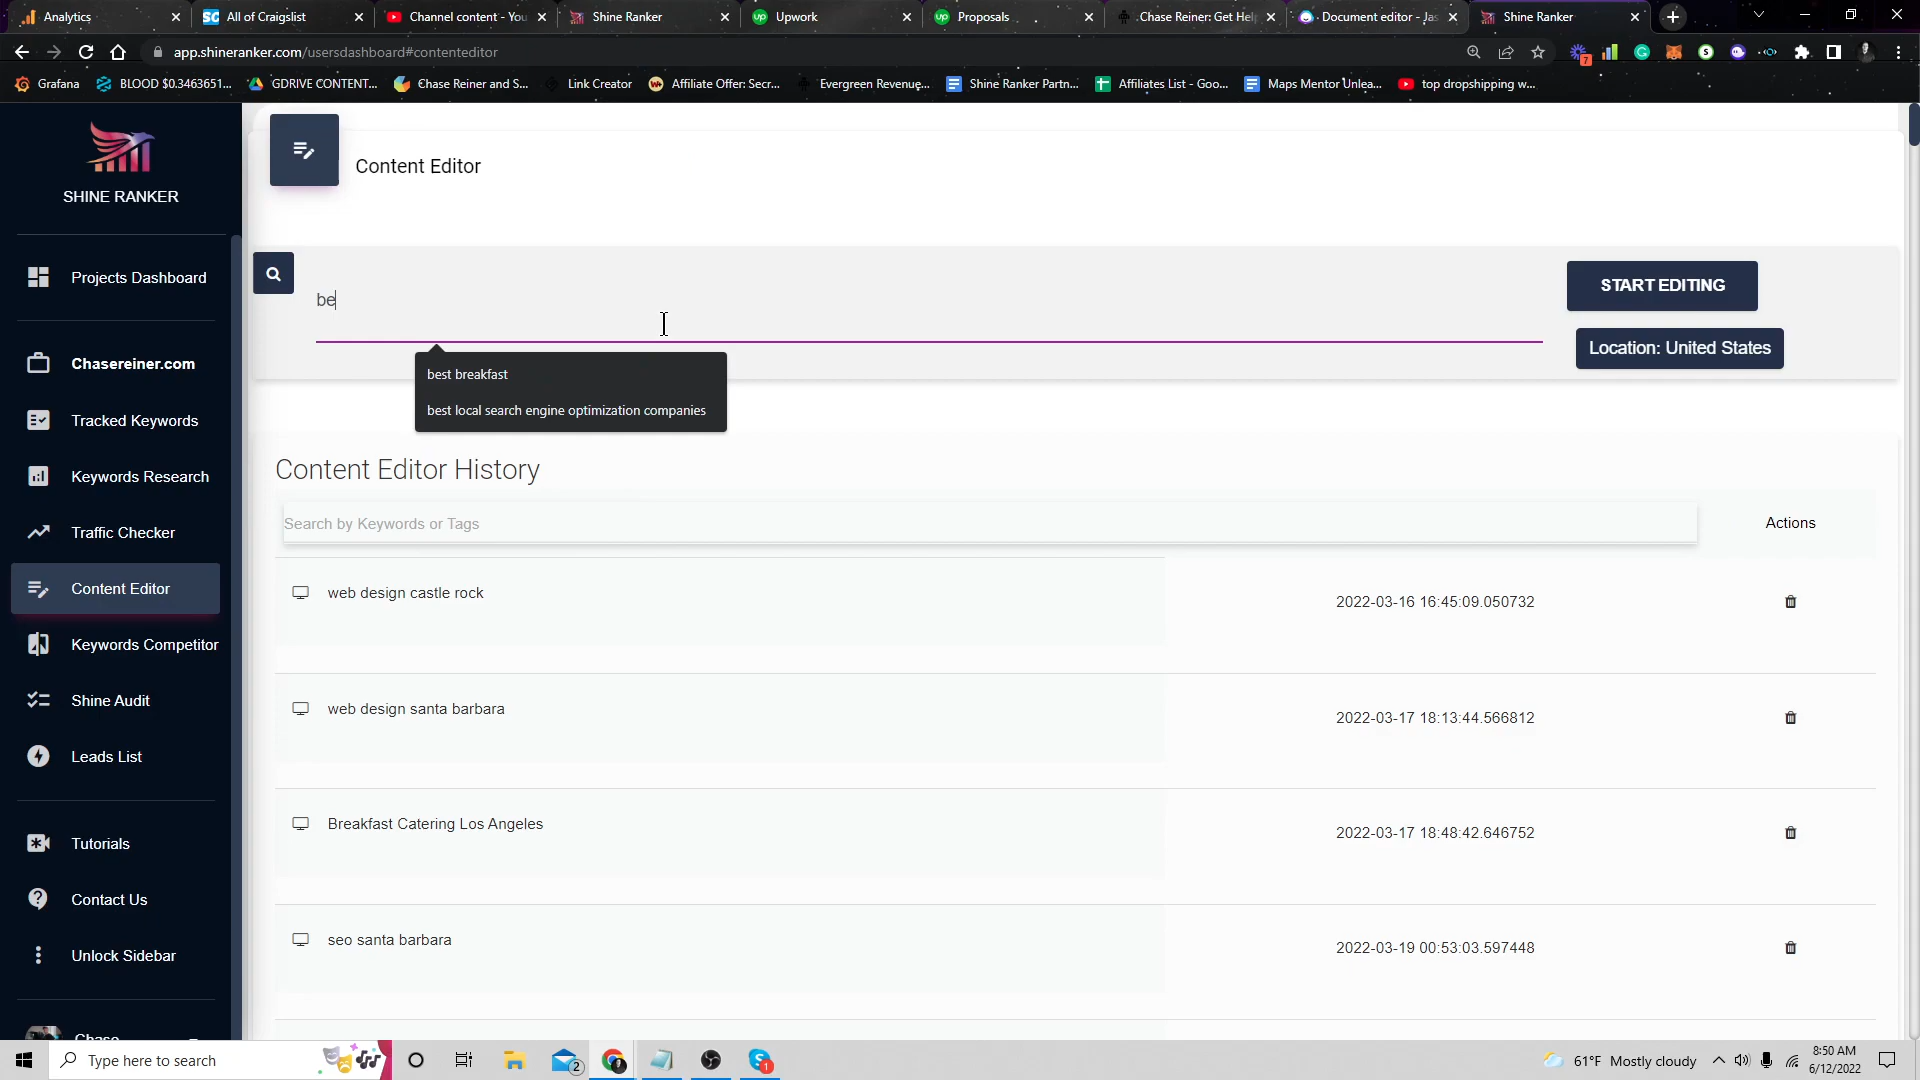 Analytics
All of Craigslist
Channel content - You
Shine Ranker
Upwork
Proposals
Chase Reiner: Get Help
Document editor - Jas
Shine Ranker
app.shineranker.com/usersdashboard#contenteditor
7
Grafana
BLOOD $0.3463651...
GDRIVE CONTENT...
Chase Reiner and S...
Link Creator
Affiliate Offer: Secr...
Evergreen Revenue,...
Shine Ranker Partn...
Affiliates List - Goo...
Maps Mentor Unlea...
top dropshipping w...
SHINE RANKER
Projects Dashboard
Chasereiner.com
Tracked Keywords
Keywords Research
Traffic Checker
Content Editor
Keywords Competitor
Shine Audit
Leads List
Tutorials
Contact Us
Unlock Sidebar
Chase
Content Editor
be
START EDITING
Location: United States
best breakfast
best local search engine optimization companies
Content Editor History
Search by Keywords or Tags
Actions
web design castle rock
2022-03-16 16:45:09.050732
web design santa barbara
2022-03-17 18:13:44.566812
Breakfast Catering Los Angeles
2022-03-17 18:48:42.646752
seo santa barbara
2022-03-19 00:53:03.597448
Type here to search
2
1
61°F Mostly cloudy
8:50 AM
6/12/2022